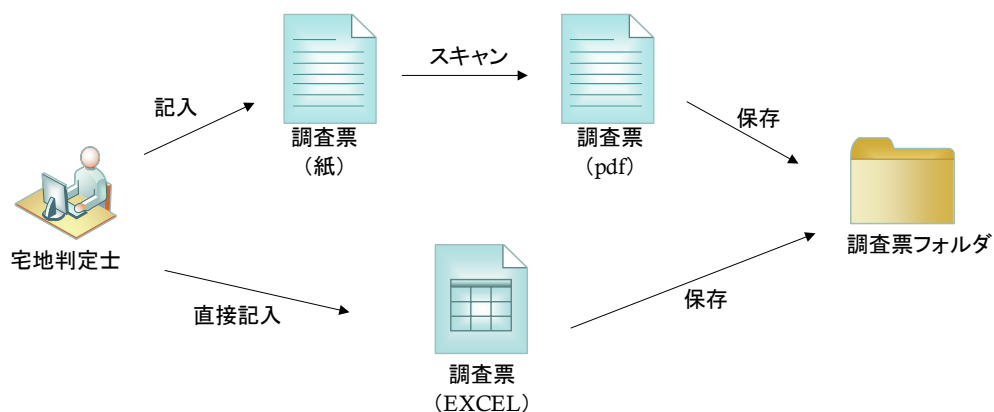 スキャン
記入
調査票
（紙）
調査票
（pdf）
保存
宅地判定士
調査票フォルダ
直接記入
保存
調査票
（EXCEL）